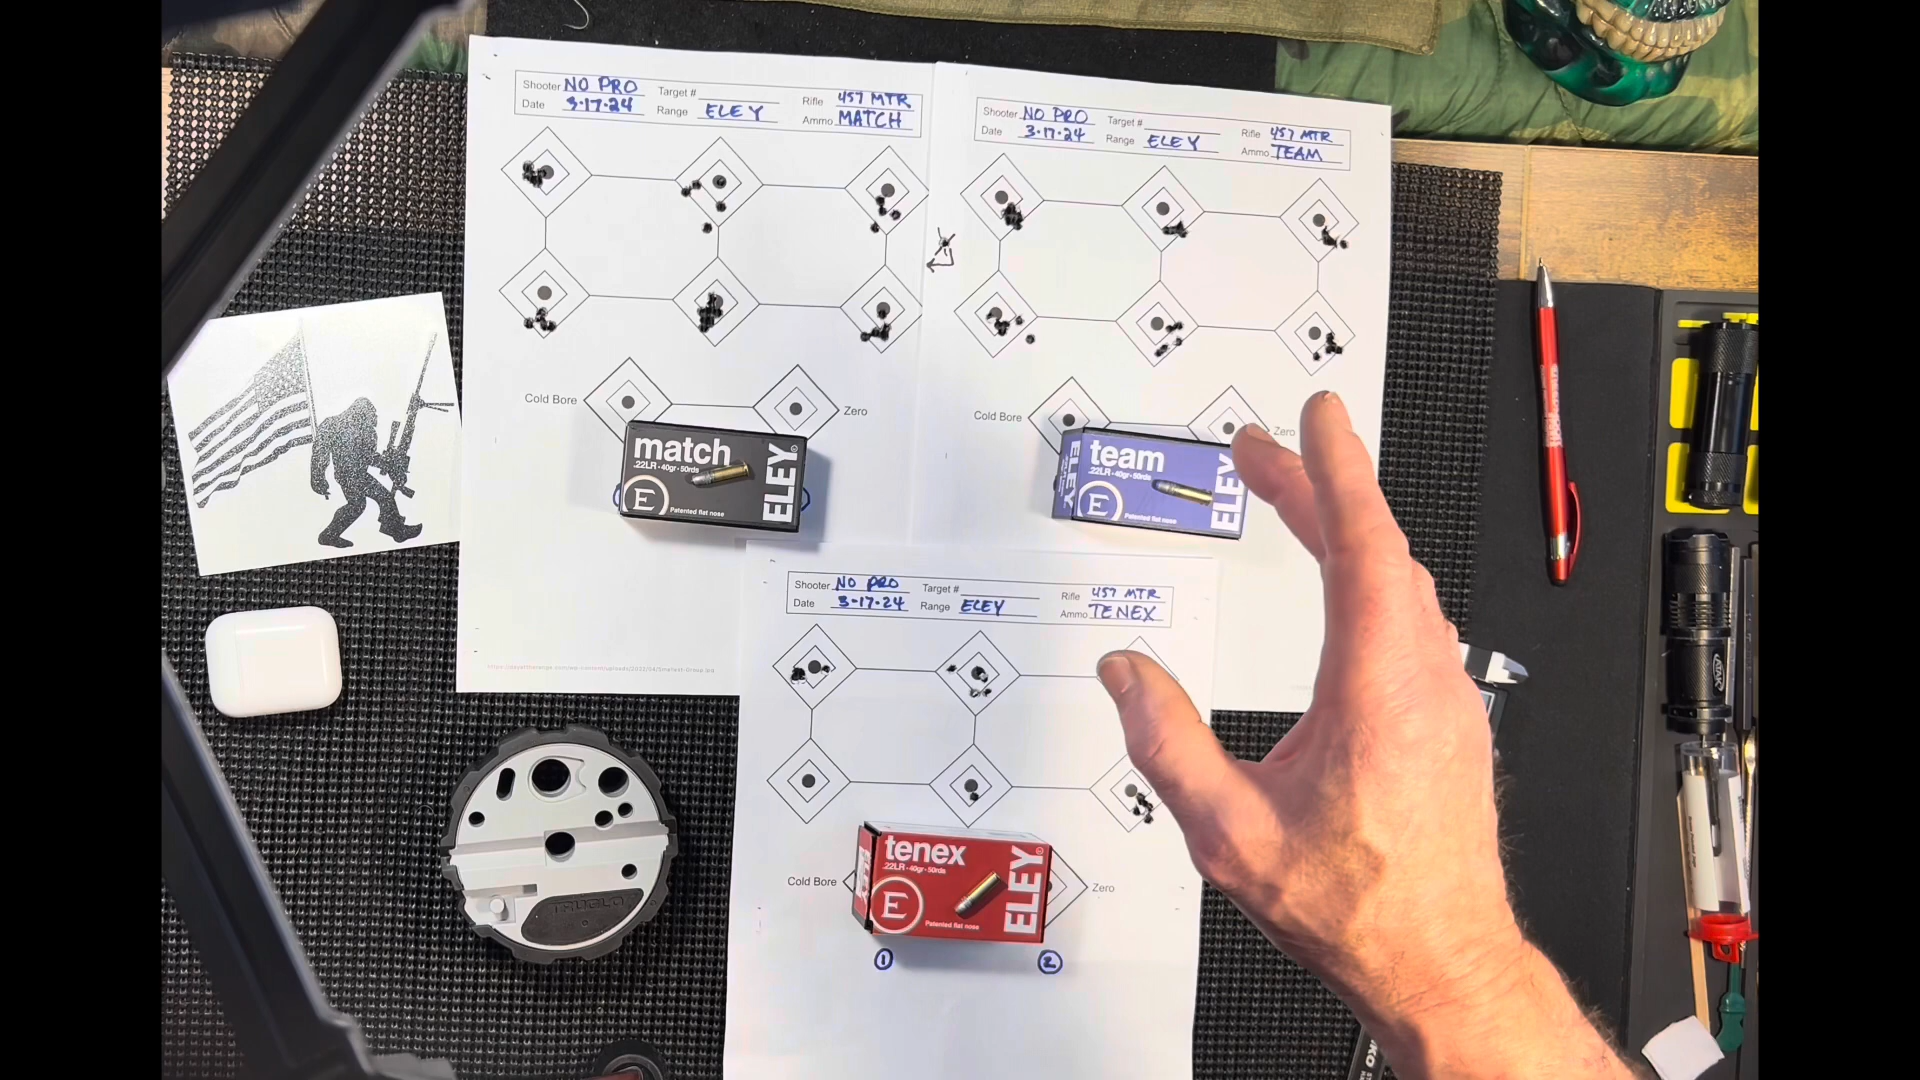 Shooter NO PRO Target # Rifle 457 MTR
Date 3-17-24 Range ELEY Ammo MATCH
Cold Bore Zero
match
.22LR • 40gr • 50rds
E
Patented flat nose
ELEY
Shooter NO PRO Target # Rifle 457 MTR
Date 3-17-24 Range ELEY Ammo TEAM
Cold Bore Zero
ELEY
team
.22LR • 40gr • 50rds
E
Patented flat nose
ELEY
Shooter NO PRO Target # Rifle 457 MTR
Date 3-17-24 Range ELEY Ammo TENEX
Cold Bore Zero
tenex
.22LR • 40gr • 50rds
E
Patented flat nose
ELEY
1 2
ATAK